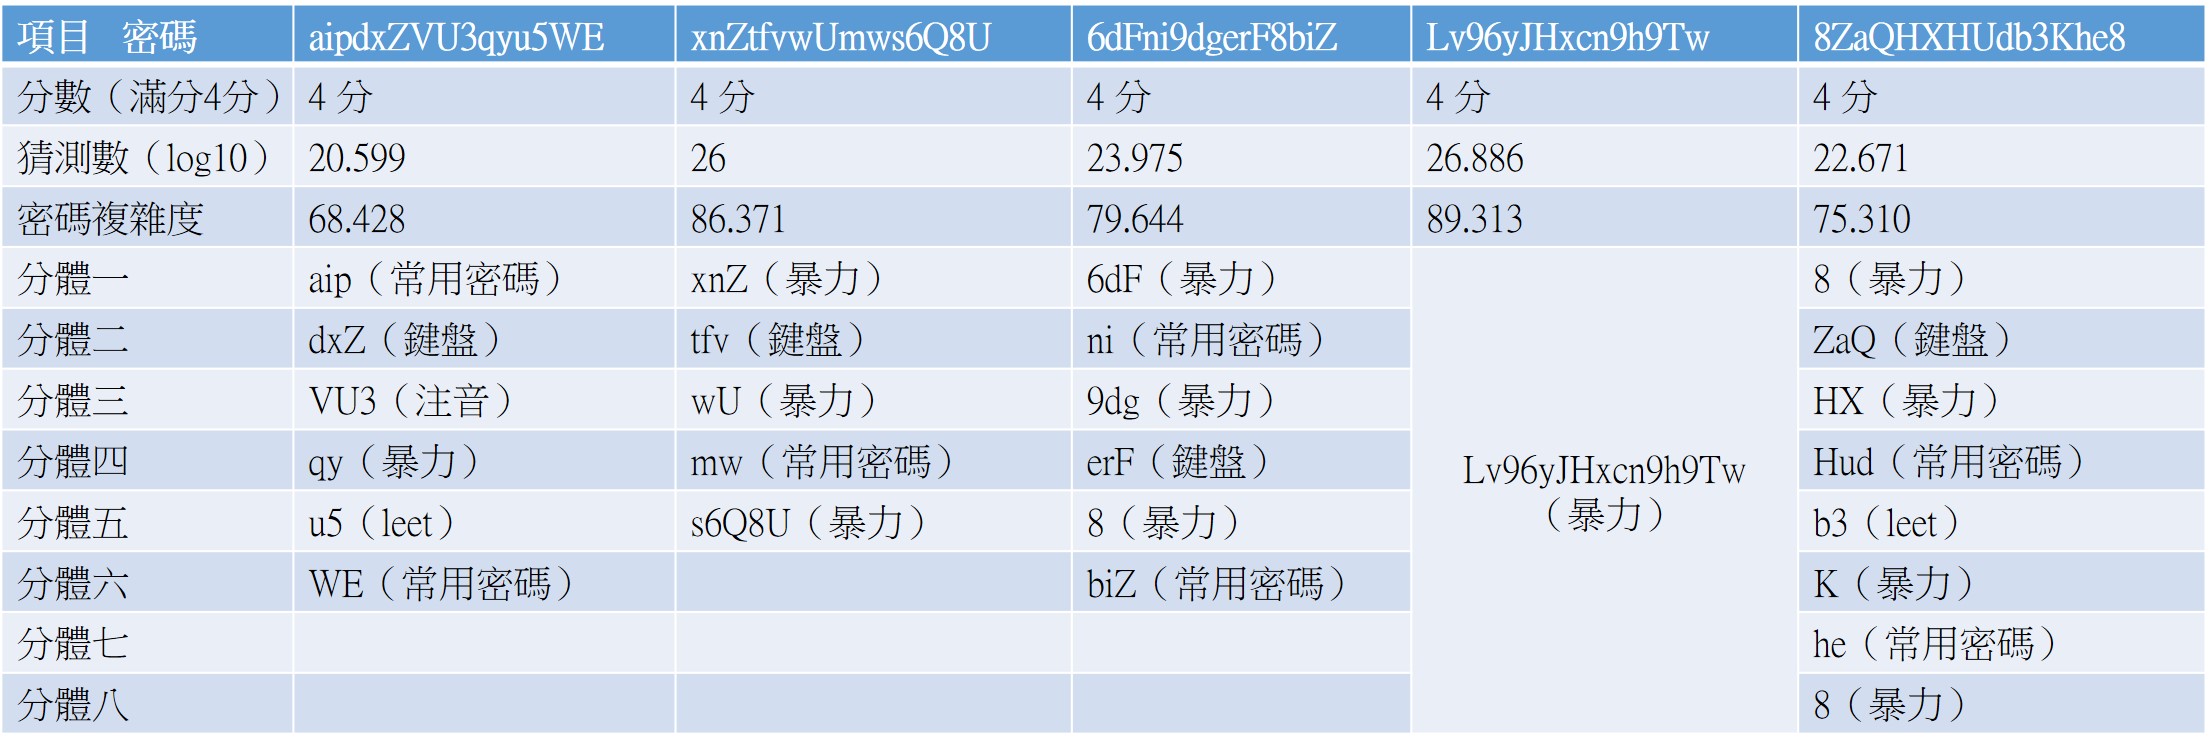 項目 密碼 aipdxZVU3qyu5WE xnZtfvwUmws6Q8U 6dFni9dgerF8biZ Lv96yJHxcn9h9Tw 8ZaQHXHUdb3Khe8
分數（滿分4分） 4 分 4 分 4 分 4 分 4 分
猜測數（log10） 20.599 26 23.975 26.886 22.671
密碼複雜度 68.428 86.371 79.644 89.313 75.310
分體一 aip（常用密碼） xnZ（暴力） 6dF（暴力） 8（暴力）
分體二 dxZ（鍵盤） tfv（鍵盤） ni（常用密碼） ZaQ（鍵盤）
分體三 VU3（注音） wU（暴力） 9dg（暴力） HX（暴力）
分體四 qy（暴力） mw（常用密碼） erF（鍵盤） Hud（常用密碼）
Lv96yJHxcn9h9Tw
（暴力）
分體五 u5（leet） s6Q8U（暴力） 8（暴力） b3（leet）
分體六 WE（常用密碼） biZ（常用密碼） K（暴力）
分體七 he（常用密碼）
分體八 8（暴力）